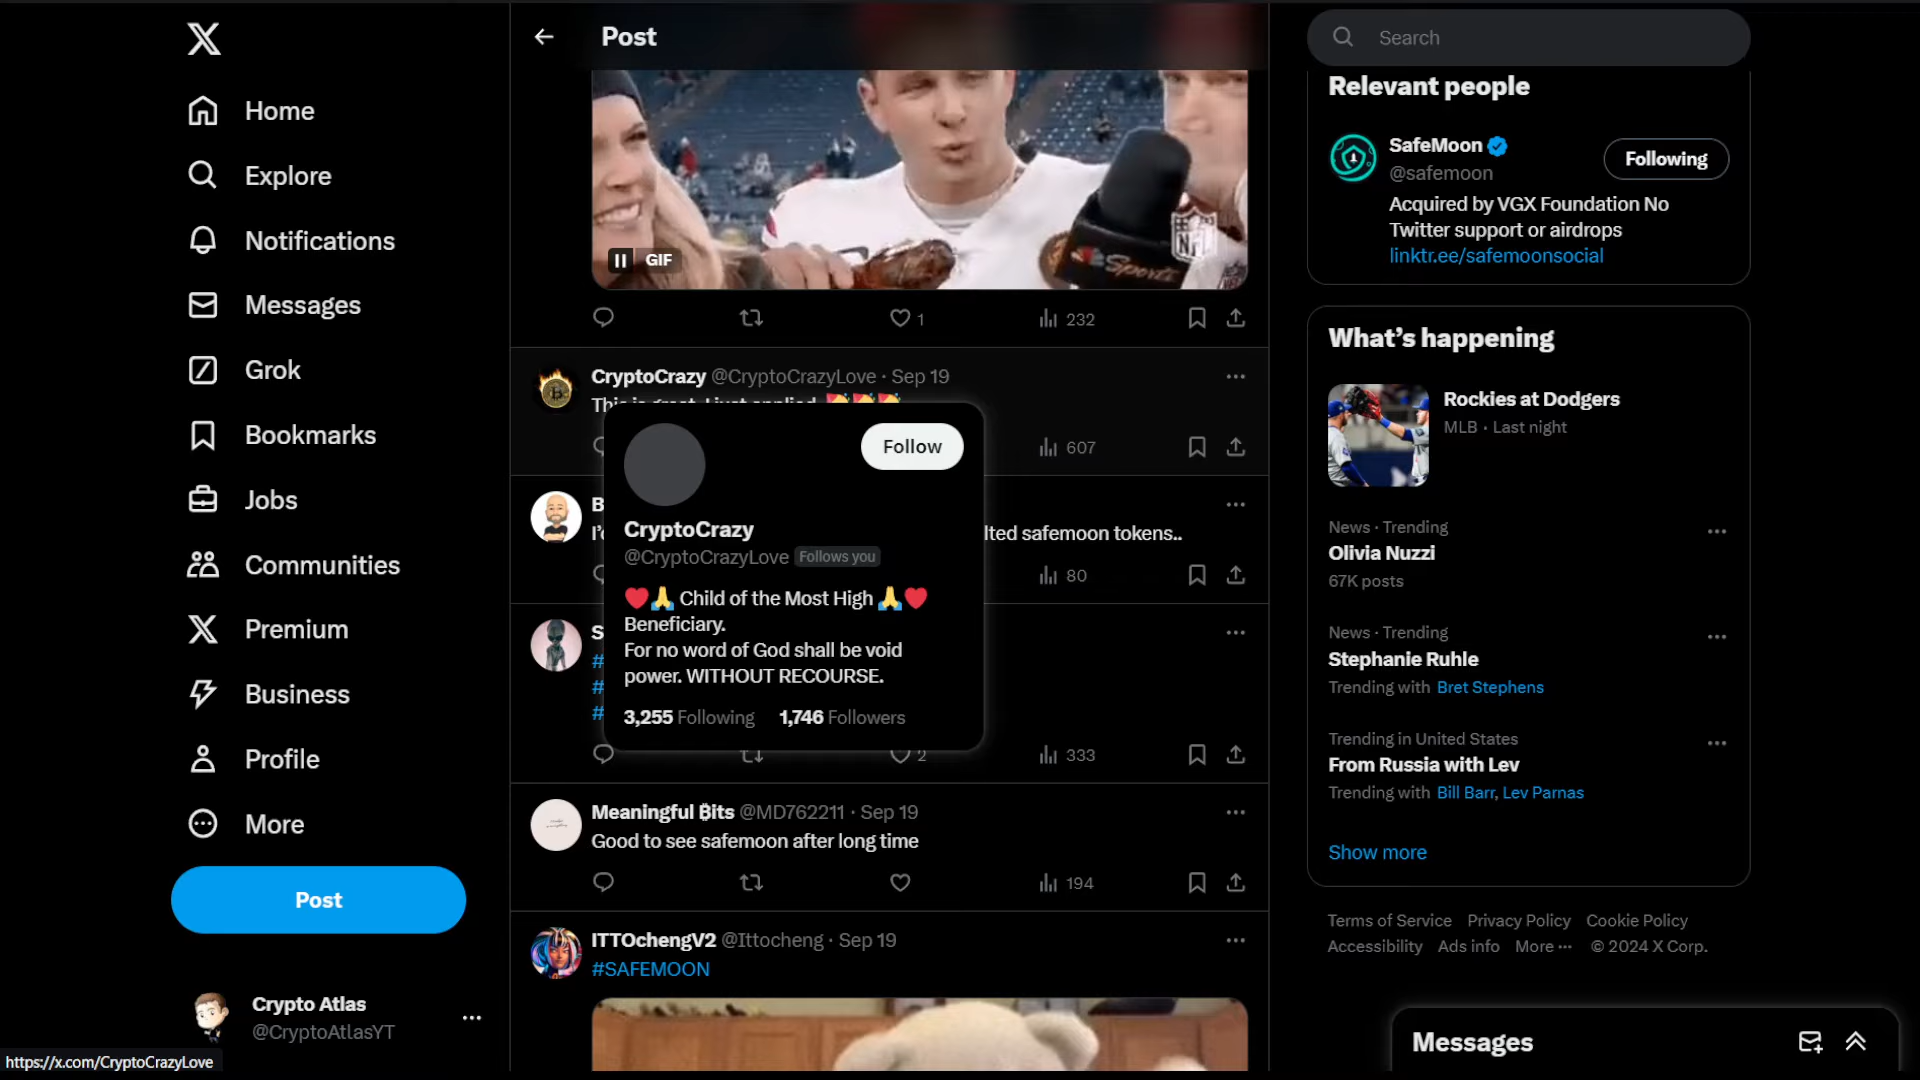 Home
Explore
Notifications
Messages
Grok
Bookmarks
Jobs
Communities
Premium
Business
Profile
More
Post
Crypto Atlas
@CryptoAtlasYT
https://x.com/CryptoCrazyLove
Post
NFL
Sports
GIF
1
232
CryptoCrazy @CryptoCrazyLove · Sep 19
607
lted safemoon tokens..
80
Follow
CryptoCrazy
@CryptoCrazyLove Follows you
❤️🙏 Child of the Most High 🙏❤️
Beneficiary.
For no word of God shall be void
power. WITHOUT RECOURSE.
3,255 Following 1,746 Followers
#
#
#
2
333
Meaningful ₿its @MD762211 · Sep 19
Good to see safemoon after long time
194
ITTOchengV2 @Ittocheng · Sep 19
#SAFEMOON
Search
Relevant people
SafeMoon
@safemoon
Following
Acquired by VGX Foundation No
Twitter support or airdrops
linktr.ee/safemoonsocial
What's happening
Rockies at Dodgers
MLB · Last night
News · Trending
Olivia Nuzzi
67K posts
News · Trending
Stephanie Ruhle
Trending with Bret Stephens
Trending in United States
From Russia with Lev
Trending with Bill Barr, Lev Parnas
Show more
Terms of Service Privacy Policy Cookie Policy
Accessibility Ads info More ··· © 2024 X Corp.
Messages